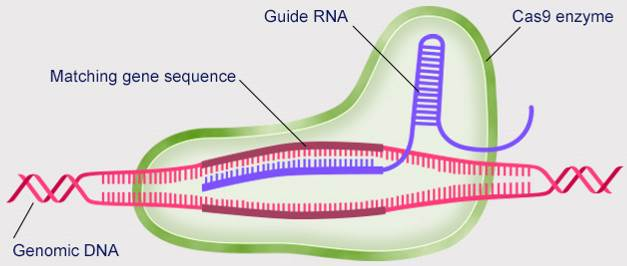 Guide RNA
Cas9 enzyme
Matching gene sequence
Genomic DNA